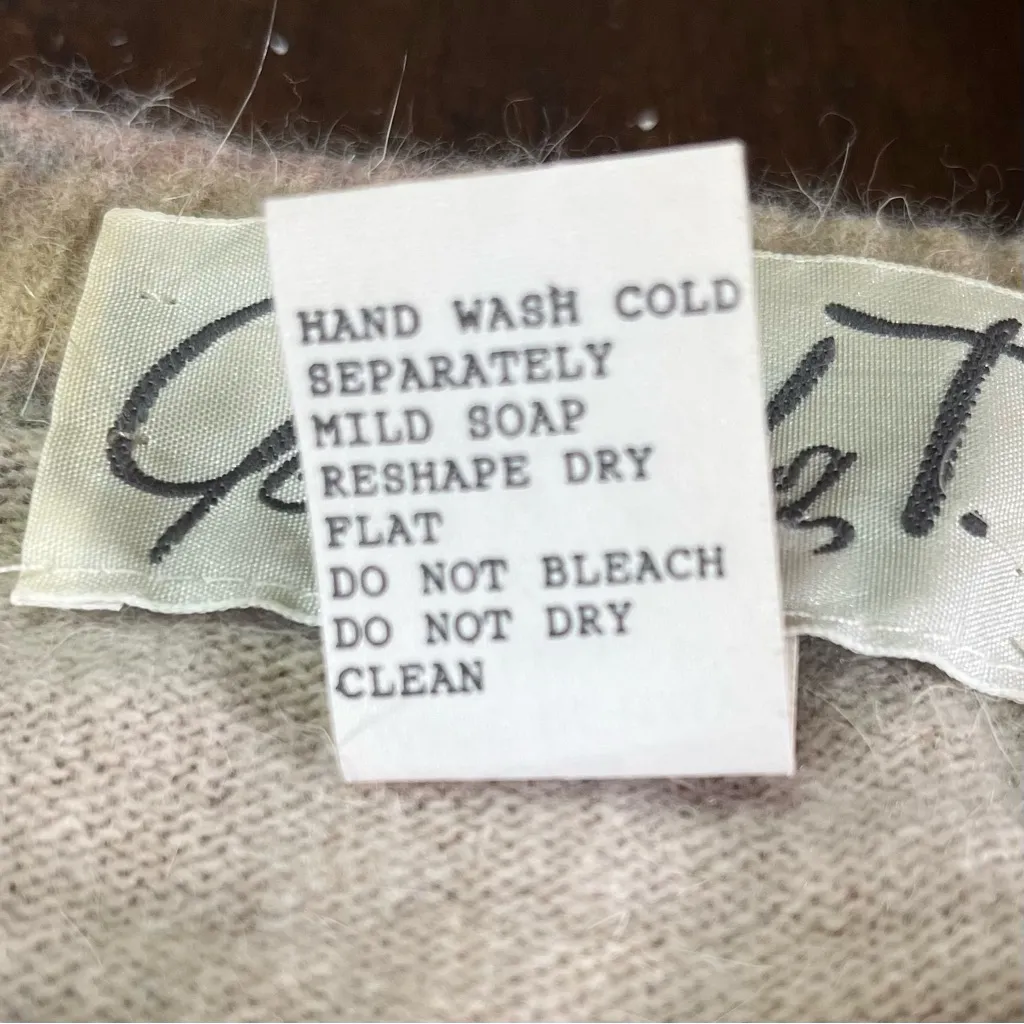 HAND WASH COLD
SEPARATELY
MILD SOAP
RESHAPE DRY
FLAT
DO NOT BLEACH
DO NOT DRY
CLEAN
T.